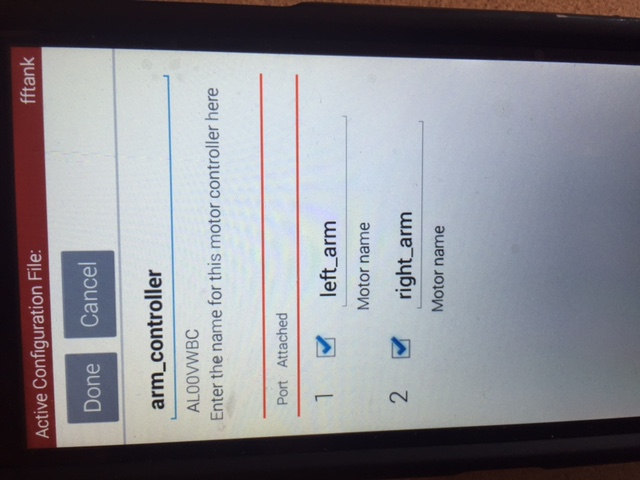 Active Configuration File: fftank
Done Cancel
arm_controller
AL00VWBC
Enter the name for this motor controller here
Port Attached
1 left_arm
Motor name
2 right_arm
Motor name